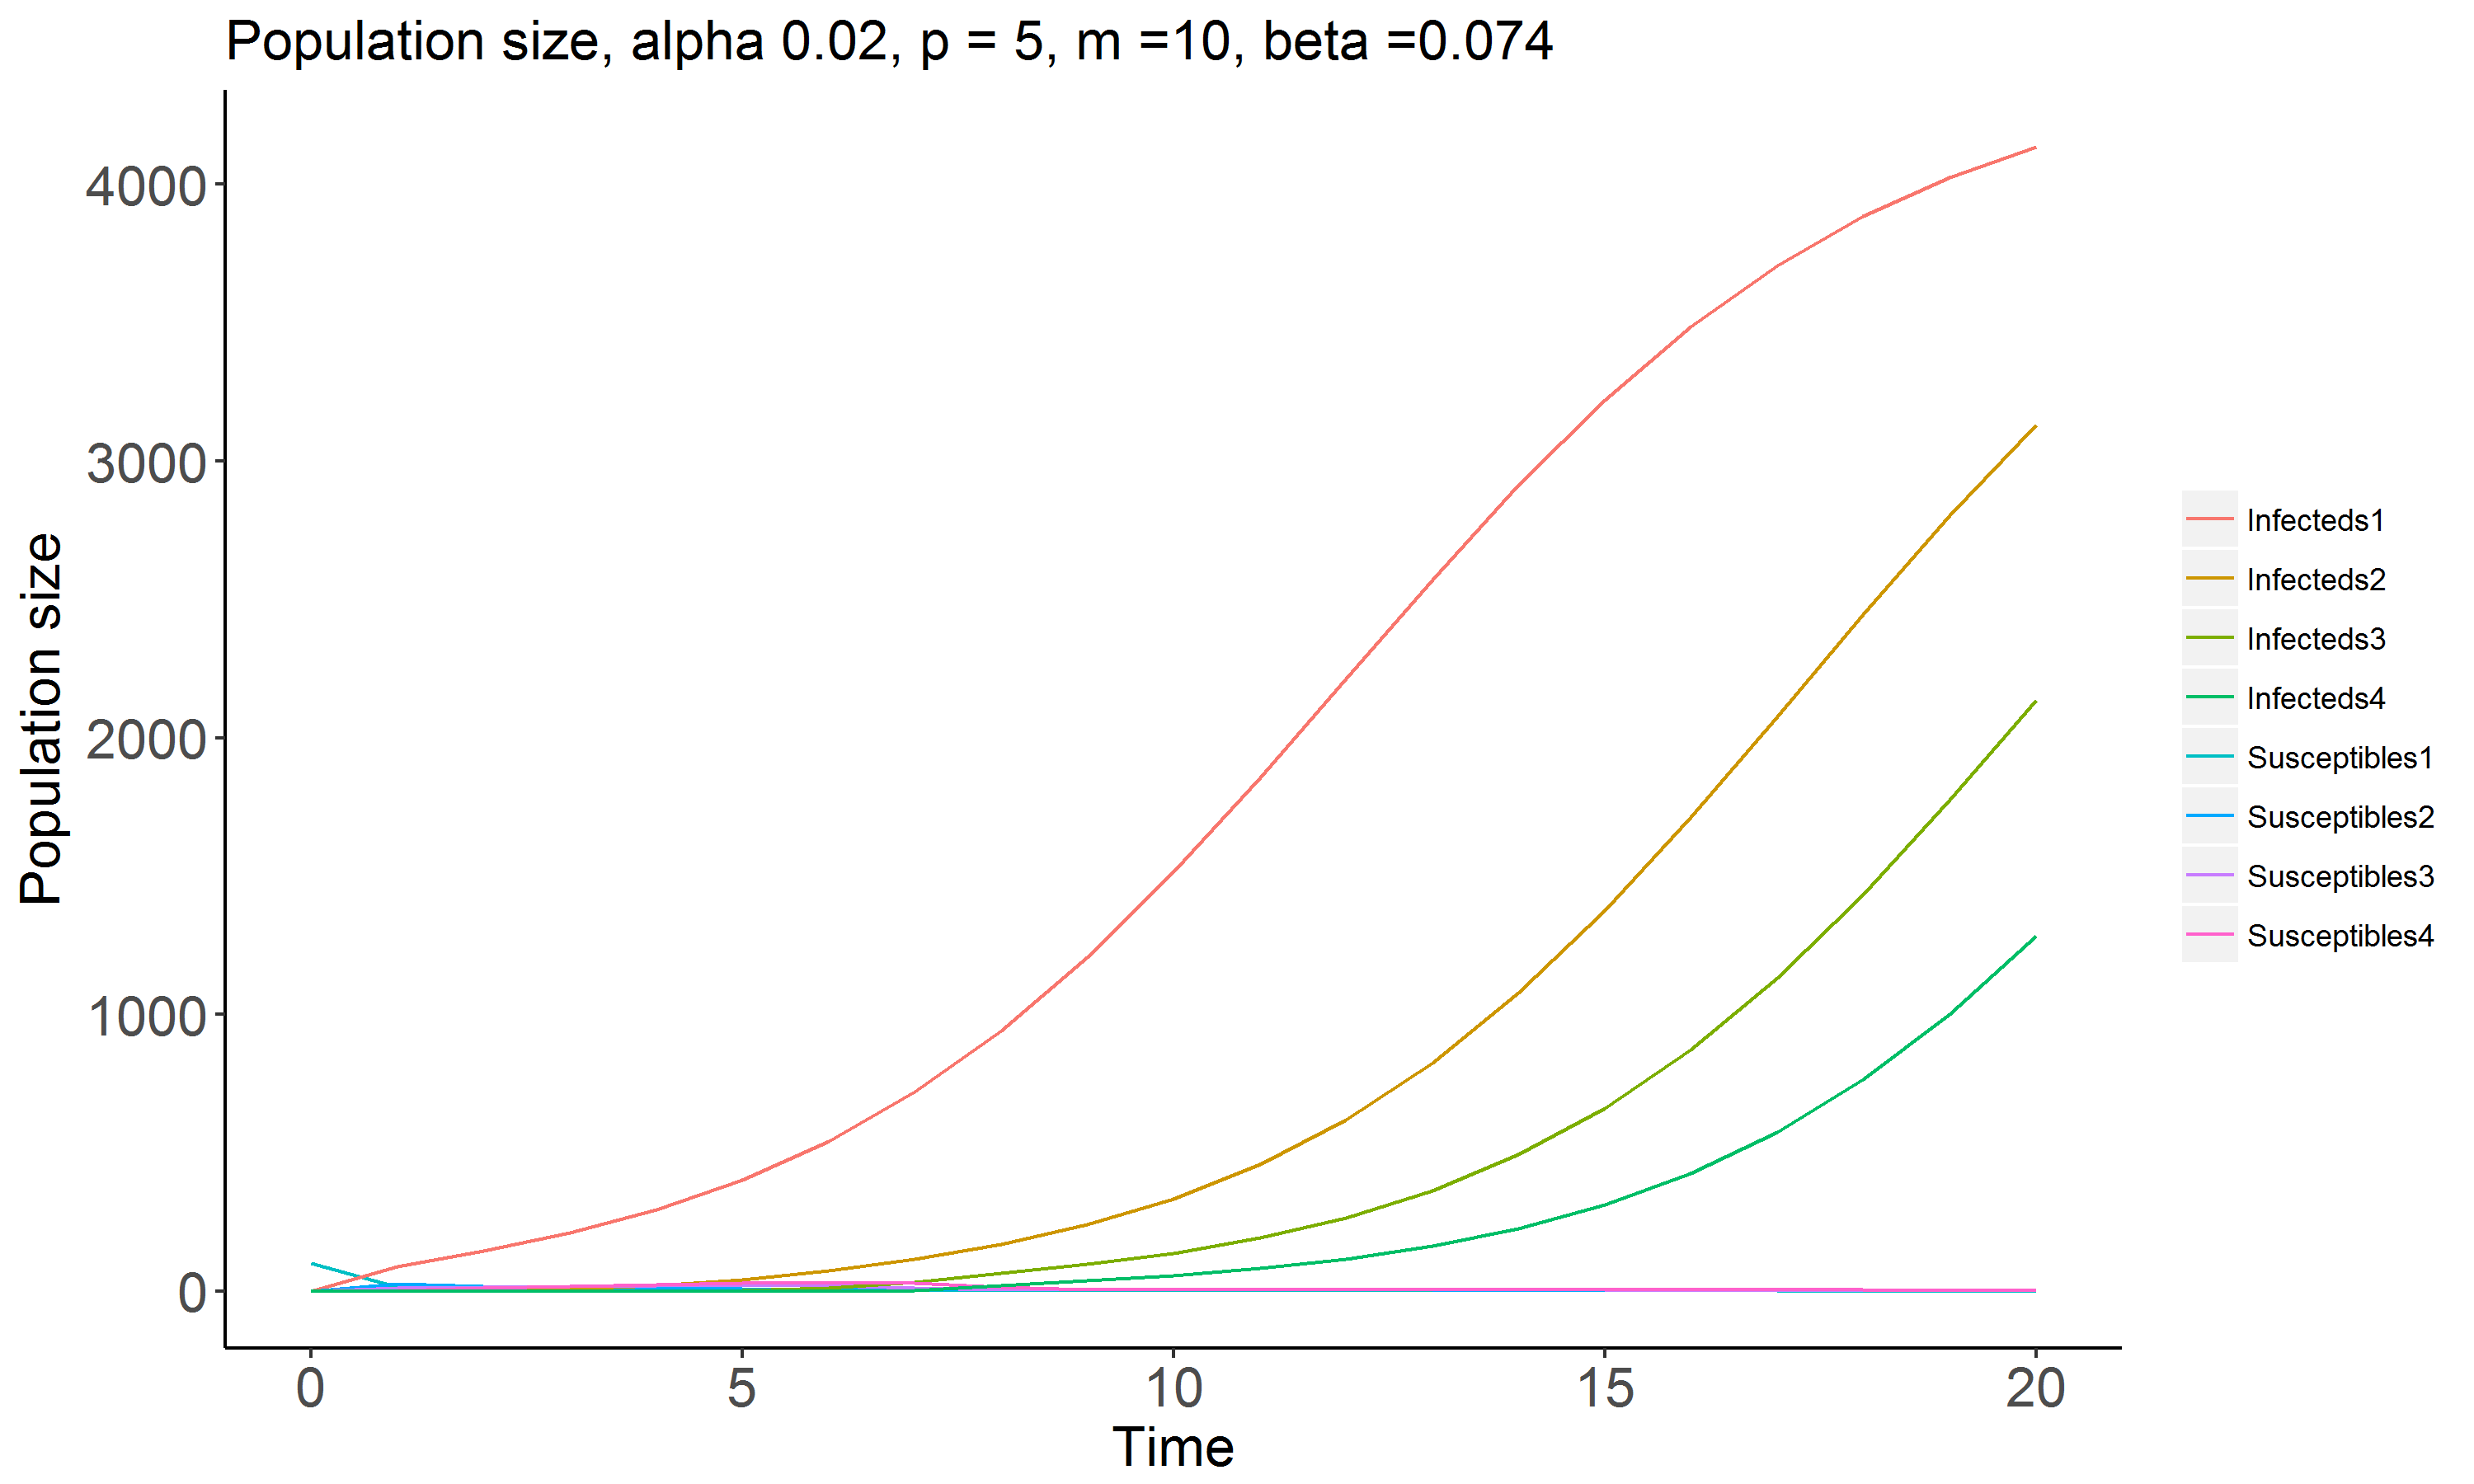 Population size, alpha 0.02, p = 5, m =10, beta =0.074
Population size
4000
3000
2000
1000
0
0 5 10 15 20
Time
Infecteds1
Infecteds2
Infecteds3
Infecteds4
Susceptibles1
Susceptibles2
Susceptibles3
Susceptibles4